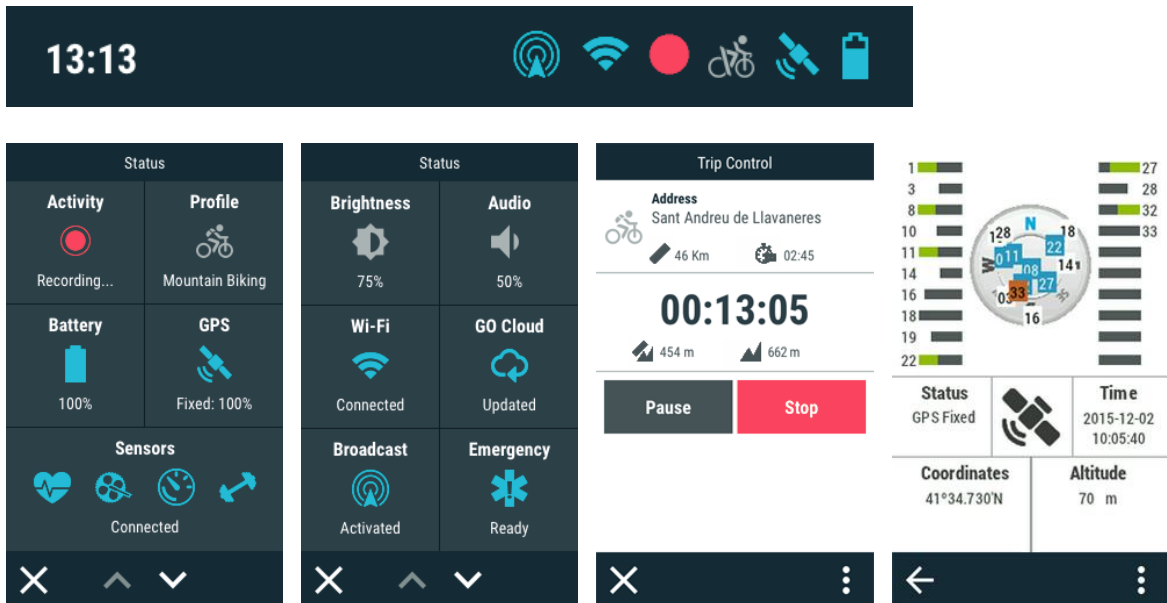 13:13
Status
Activity
Profile
Recording...
Mountain Biking
Battery
GPS
100%
Fixed: 100%
Sensors
Connected
Status
Brightness
Audio
75%
50%
Wi-Fi
GO Cloud
Connected
Updated
Broadcast
Emergency
Activated
Ready
Trip Control
Address
Sant Andreu de Llavaneres
46 Km
02:45
00:13:05
454 m
662 m
Pause
Stop
1
3
8
10
11
14
16
18
19
22
27
28
32
33
N
18
22
11
08
27
33
16
W
Status
GPS Fixed
Time
2015-12-02
10:05:40
Coordinates
41°34.730'N
Altitude
70 m